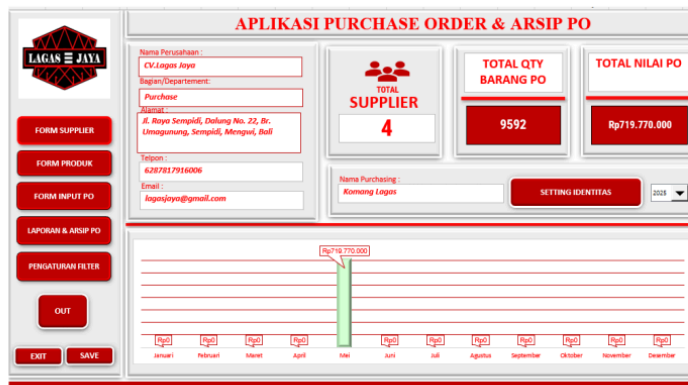 APLIKASI PURCHASE ORDER & ARSIP PO
LAGAS JAYA
FORM SUPPLIER
FORM PRODUK
FORM INPUT PO
LAPORAN & ARSIP PO
PENGATURAN FILTER
OUT
EXIT
SAVE
Nama Perusahaan :
CV.Lagas Jaya
Bagian/Departement:
Purchase
Alamat :
Jl. Raya Sempidi, Dalung No. 22, Br.
Umagunung, Sempidi, Mengwi, Bali
Telpon :
6287817916006
Email :
lagasjaya@gmail.com
TOTAL
SUPPLIER
4
TOTAL QTY
BARANG PO
9592
TOTAL NILAI PO
Rp719.770.000
Nama Purchasing :
Komang Lagas
SETTING IDENTITAS
2025
Rp719.770.000
Rp0 Rp0 Rp0 Rp0 Rp0 Rp0 Rp0 Rp0 Rp0 Rp0 Rp0
Januari Februari Maret April Mei Juni Juli Agustus September Oktober November Desember